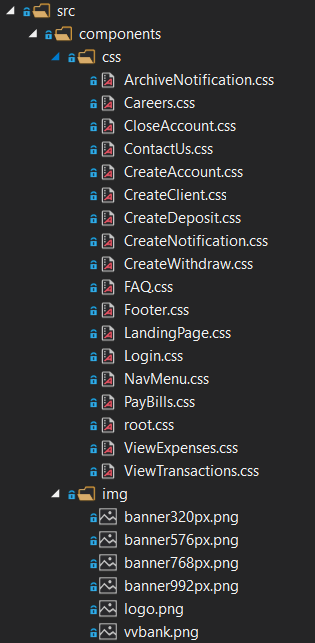 src
components
css
ArchiveNotification.css
Careers.css
CloseAccount.css
ContactUs.css
CreateAccount.css
CreateClient.css
CreateDeposit.css
CreateNotification.css
CreateWithdraw.css
FAQ.css
Footer.css
LandingPage.css
Login.css
NavMenu.css
PayBills.css
root.css
ViewExpenses.css
ViewTransactions.css
img
banner320px.png
banner576px.png
banner768px.png
banner992px.png
logo.png
vvbank.png